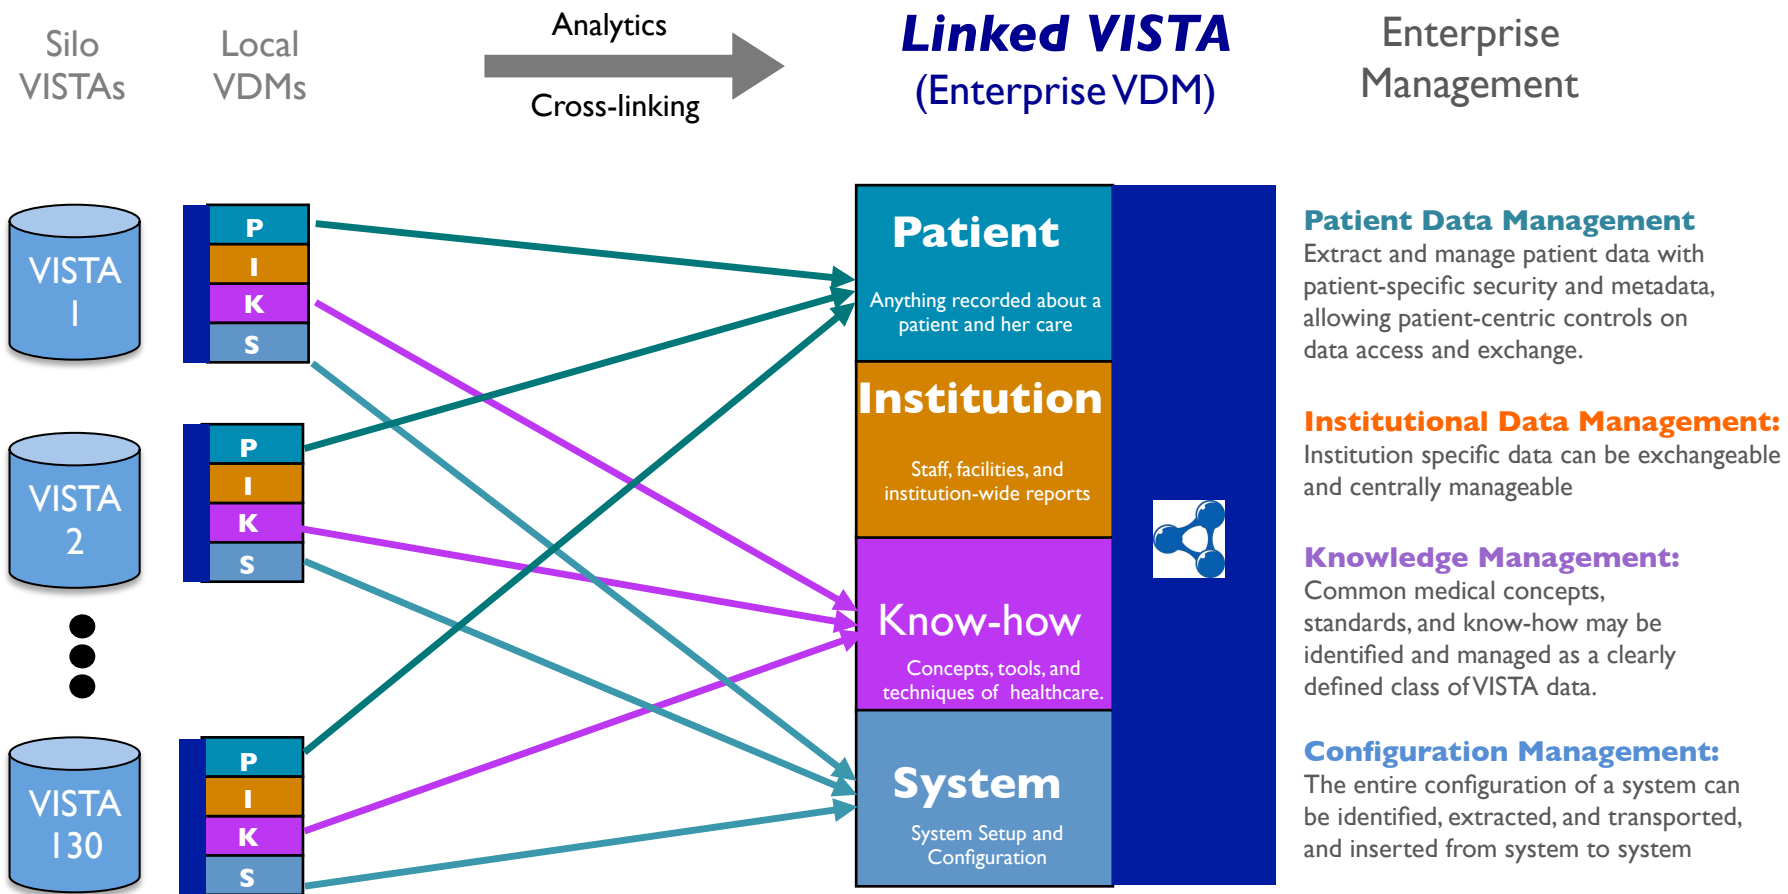 Silo
VISTAs
Local
VDMs
Analytics
Cross-linking
Linked VISTA
(Enterprise VDM)
Enterprise
Management
VISTA
1
P
I
K
S
VISTA
2
P
I
K
S
VISTA
130
P
I
K
S
Patient
Anything recorded about a
patient and her care
Institution
Staff, facilities, and
institution-wide reports
Know-how
Concepts, tools, and
techniques of healthcare.
System
System Setup and
Configuration
Patient Data Management
Extract and manage patient data with
patient-specific security and metadata,
allowing patient-centric controls on
data access and exchange.
Institutional Data Management:
Institution specific data can be exchangeable
and centrally manageable
Knowledge Management:
Common medical concepts,
standards, and know-how may be
identified and managed as a clearly
defined class of VISTA data.
Configuration Management:
The entire configuration of a system can
be identified, extracted, and transported,
and inserted from system to system